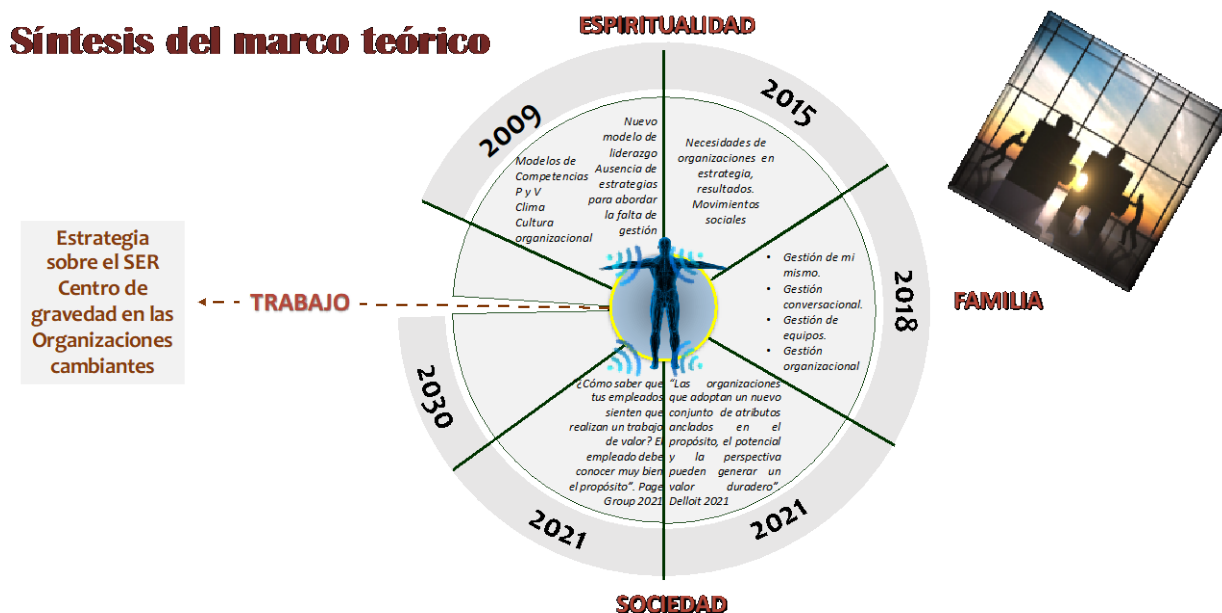 Síntesis del marco teórico
ESPIRITUALIDAD
2009
Modelos de
Competencias
P y V
Clima
Cultura
organizacional
Nuevo
modelo de
liderazgo
Ausencia de
estrategias
para abordar
la falta de
gestión
2015
Necesidades de
organizaciones en
estrategia,
resultados.
Movimientos
sociales
2018
• Gestión de mi
mismo.
• Gestión
conversacional.
• Gestión de
equipos.
• Gestión
organizacional
FAMILIA
Estrategia
sobre el SER
Centro de
gravedad en las
Organizaciones
cambiantes
TRABAJO
2030
¿Cómo saber que
tus empleados
sienten que
realizan un trabajo
de valor? El
empleado debe
conocer muy bien
el propósito”. Page
Group 2021
2021
“Las organizaciones
que adoptan un nuevo
conjunto de atributos
anclados en el
propósito, el potencial
y la perspectiva
pueden generar un
valor duradero”.
Delloit 2021
2021
SOCIEDAD